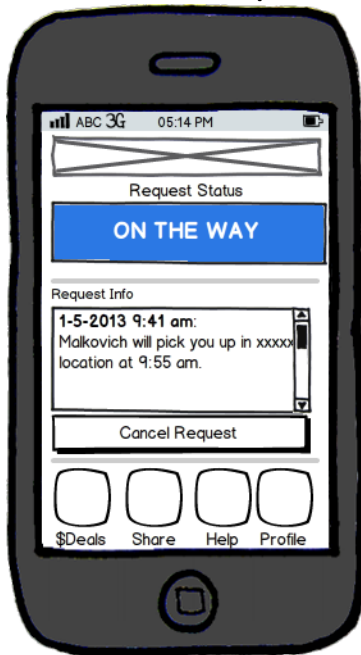 ABC 3G 05:14 PM
Request Status
ON THE WAY
Request Info
1-5-2013 9:41 am:
Malkovich will pick you up in xxxxx
location at 9:55 am.
Cancel Request
$Deals Share Help Profile